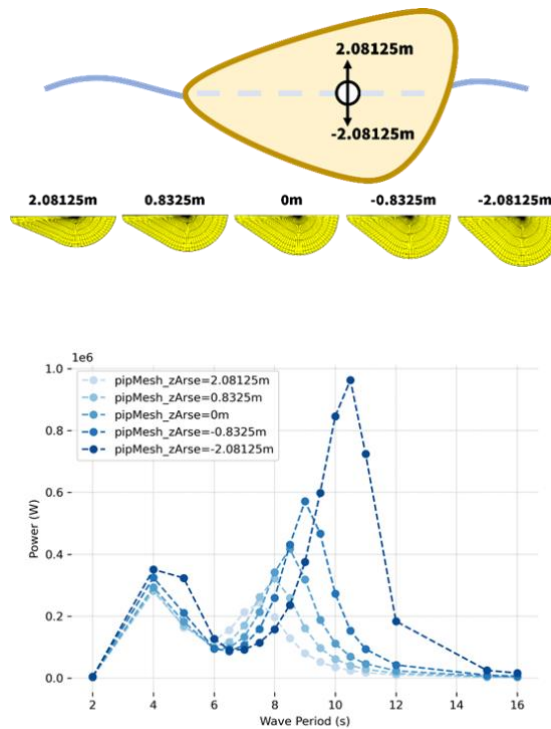 2.08125m
-2.08125m
2.08125m 0.8325m 0m -0.8325m -2.08125m
1e6
1.0
pipMesh_zArse=2.08125m
pipMesh_zArse=0.8325m
pipMesh_zArse=0m
pipMesh_zArse=-0.8325m
pipMesh_zArse=-2.08125m
0.8
0.6
0.4
0.2
0.0
Power (W)
2 4 6 8 10 12 14 16
Wave Period (s)